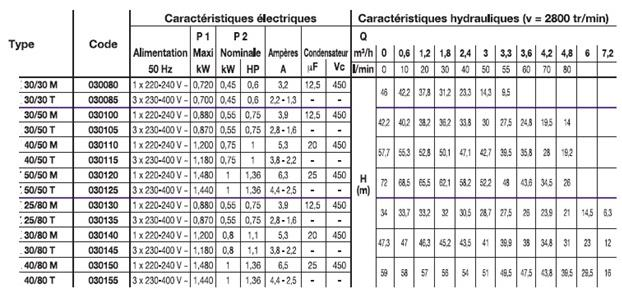 Caractéristiques électriques Caractéristiques hydrauliques (v = 2800 tr/min)
Type Code P 1 P 2 Q
Alimentation Maxi Nominale Ampères Condensateur m³/h 0 0,6 1,2 1,8 2,4 3 3,3 3,6 4,2 4,8 6 7,2
50 Hz kW kW HP A µF Vc l/min 0 10 20 30 40 50 55 60 70 80
30/30 M 030080 1 x 220-240 V ~ 0,720 0,45 0,6 3,2 12,5 450
46 42,2 37,8 31,2 23,3 14,3 9,5
30/30 T 030085 3 x 230-400 V ~ 0,700 0,45 0,6 2,2 - 1,3 - -
30/50 M 030100 1 x 220-240 V ~ 0,880 0,55 0,75 3,9 12,5 450
42,2 40,2 38,2 36,2 33,8 30 27,5 24,8 19,5 14
30/50 T 030105 3 x 230-400 V ~ 0,870 0,55 0,75 2,8 - 1,6 - -
40/50 M 030110 1 x 220-240 V ~ 1,200 0,75 1 5,3 20 450
57,7 55,3 52,8 50,1 47,1 42,7 39,5 35,8 28 19,2
40/50 T 030115 3 x 230-400 V ~ 1,180 0,75 1 3,8 - 2,2 - -
50/50 M 030120 1 x 220-240 V ~ 1,480 1 1,36 6,3 25 450
H (m) 72 68,5 65,5 62,1 58,2 52,2 48 43,6 34,5 26
50/50 T 030125 3 x 230-400 V ~ 1,440 1 1,36 4,4 - 2,5 - -
25/80 M 030130 1 x 220-240 V ~ 0,880 0,55 0,75 3,9 12,5 450
34 33,7 33,2 32 30,5 28,7 27,5 26 23,9 21 14,5 6,3
25/80 T 030135 3 x 230-400 V ~ 0,870 0,55 0,75 2,8 - 1,6 - -
30/80 M 030140 1 x 220-240 V ~ 1,200 0,8 1,1 5,3 20 450
47,3 47 46,3 45,2 43,5 41 39,9 38 34,8 31 23 12
30/80 T 030145 3 x 230-400 V ~ 1,180 0,8 1,1 3,8 - 2,2 - -
40/80 M 030150 1 x 220-240 V ~ 1,480 1 1,36 6,5 25 450
59 58 57 56 54 51 49,5 47,5 43,8 39,5 29,5 16
40/80 T 030155 3 x 230-400 V ~ 1,440 1 1,36 4,4 - 2,5 - -